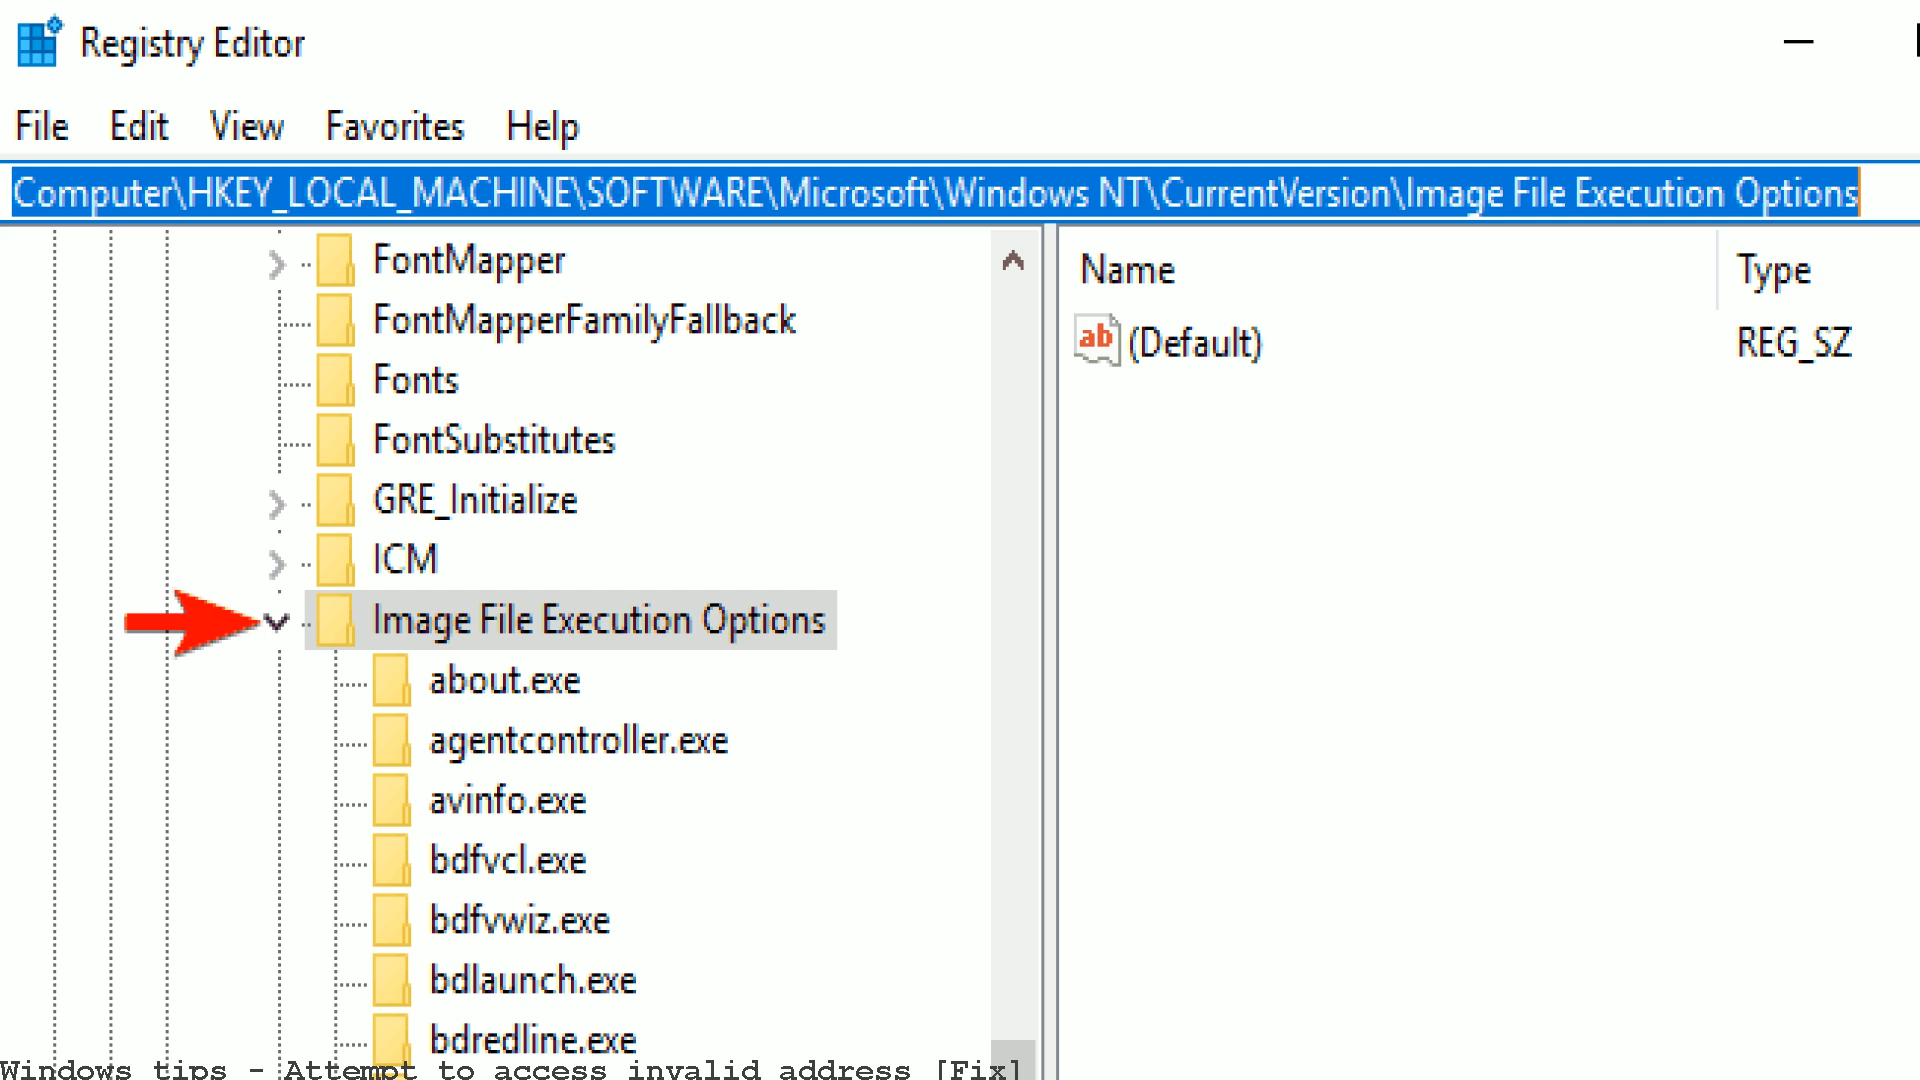 Registry Editor
File Edit View Favorites Help
Computer\HKEY_LOCAL_MACHINE\SOFTWARE\Microsoft\Windows NT\CurrentVersion\Image File Execution Options
FontMapper
FontMapperFamilyFallback
Fonts
FontSubstitutes
GRE_Initialize
ICM
Image File Execution Options
about.exe
agentcontroller.exe
avinfo.exe
bdfvcl.exe
bdfvwiz.exe
bdlaunch.exe
bdredline.exe
Name Type
ab (Default) REG_SZ
Windows tips - Attempt to access invalid address [Fix]